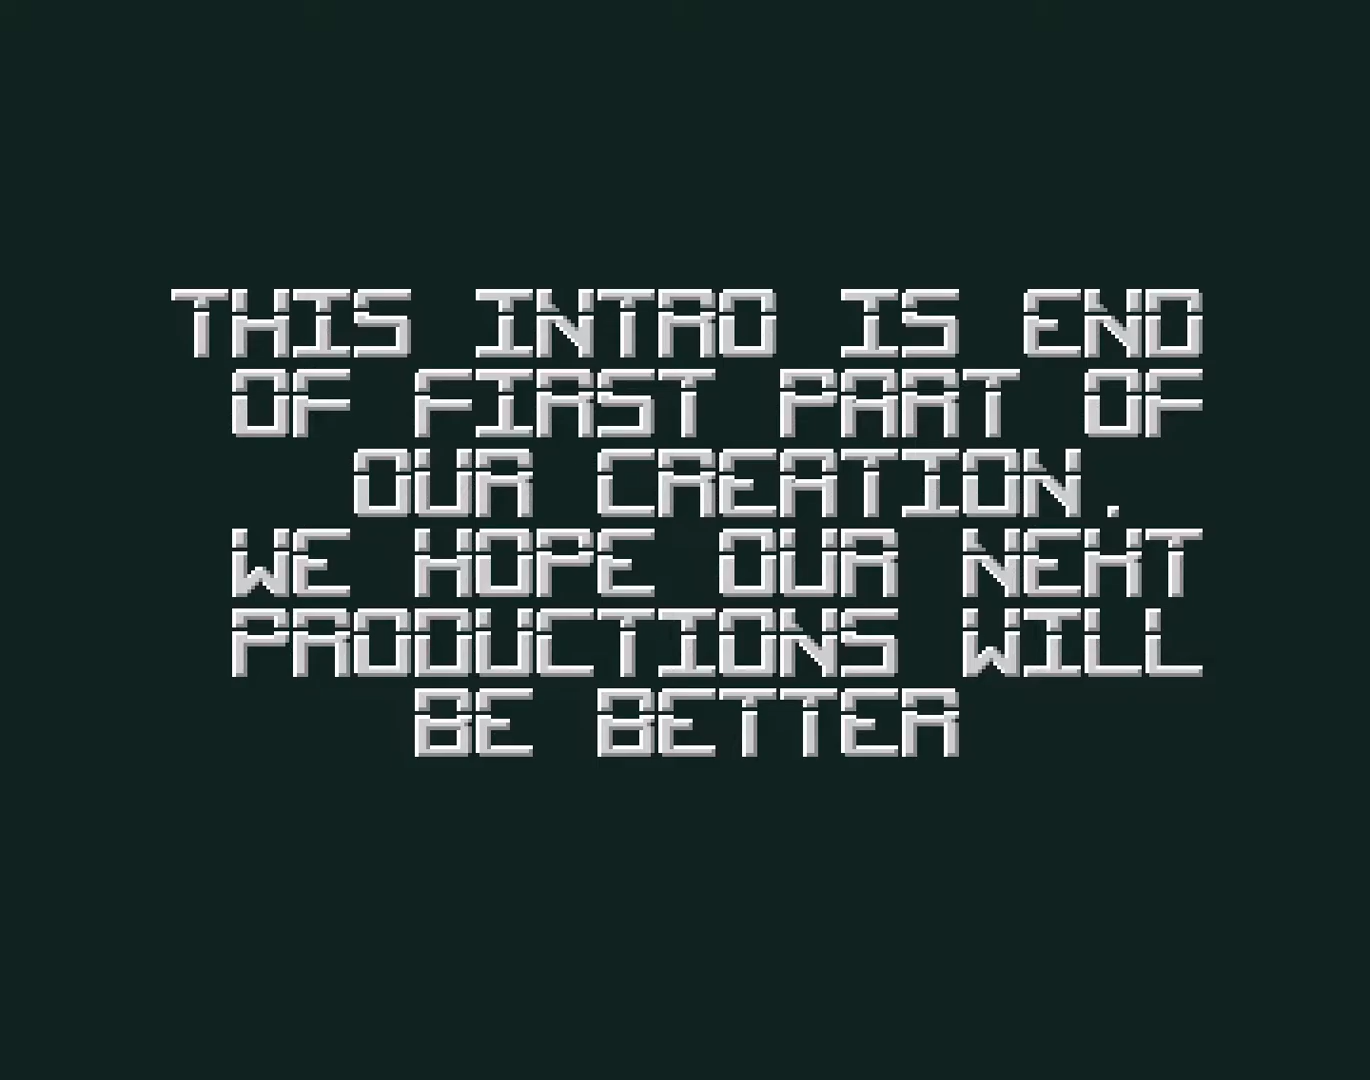 THIS INTRO IS END
OF FIRST PART OF
OUR CREATION.
WE HOPE OUR NEXT
PRODUCTIONS WILL
BE BETTER